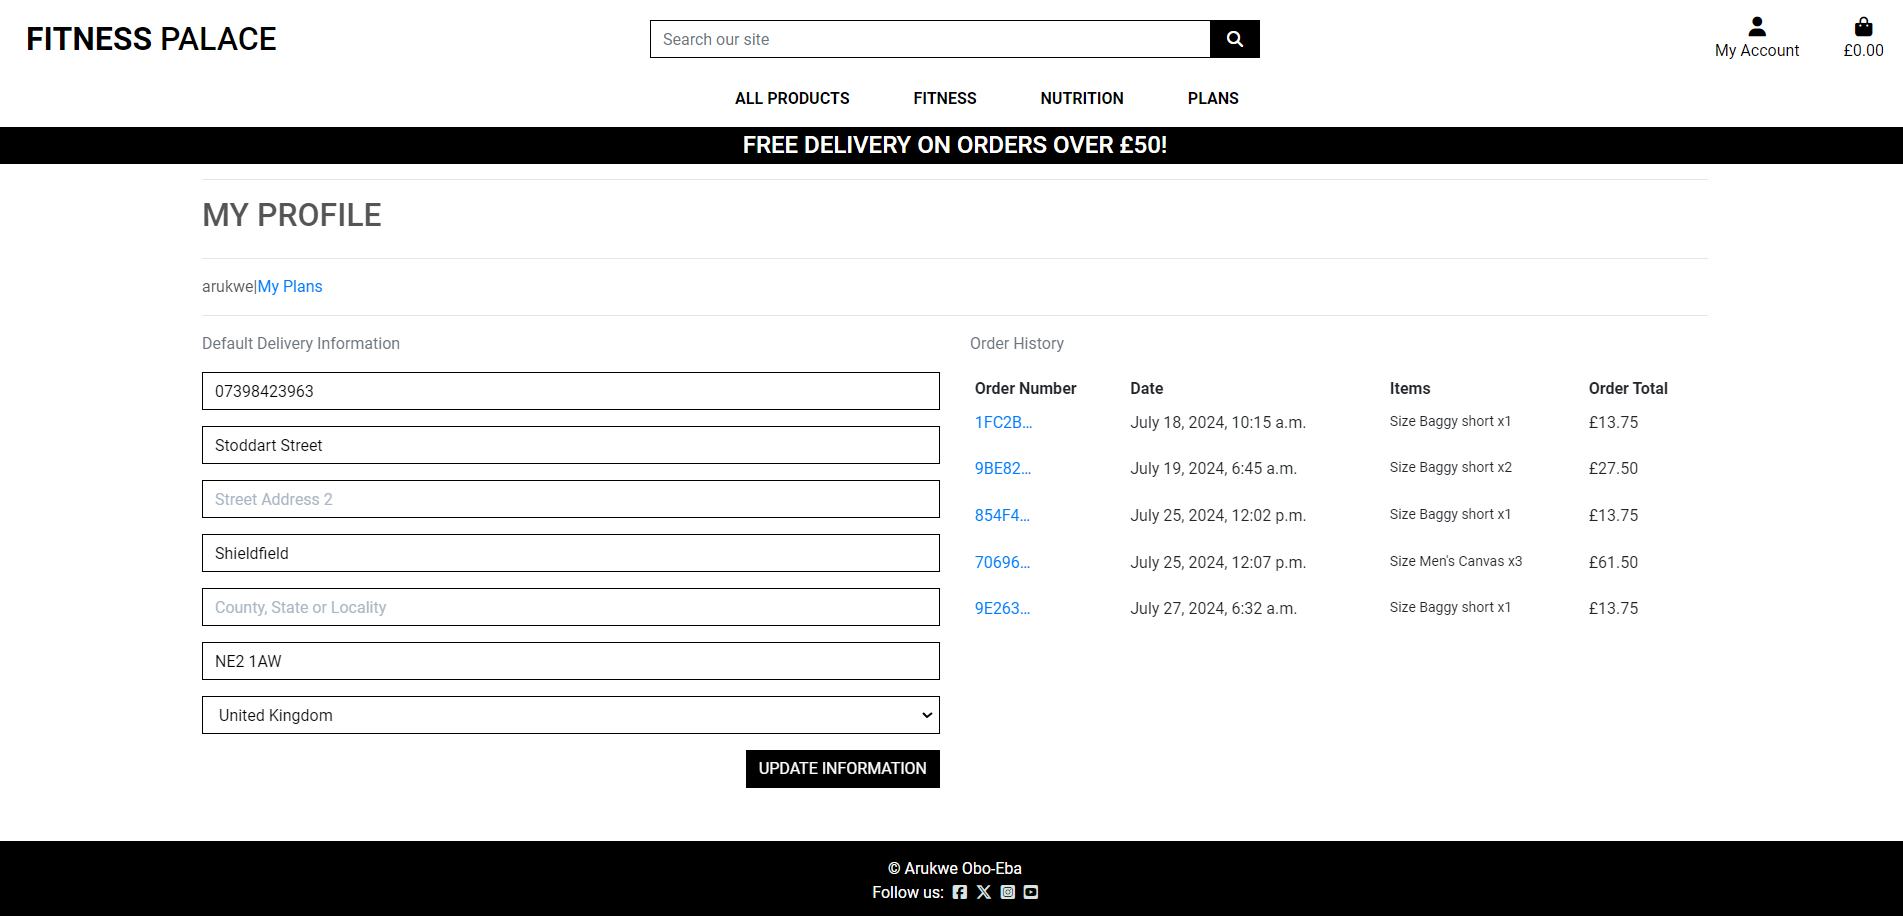 FITNESS PALACE
Search our site
My Account
£0.00
ALL PRODUCTS FITNESS NUTRITION PLANS
FREE DELIVERY ON ORDERS OVER £50!
MY PROFILE
arukwe|My Plans
Default Delivery Information
07398423963
Stoddart Street
Street Address 2
Shieldfield
County, State or Locality
NE2 1AW
United Kingdom
UPDATE INFORMATION
Order History
Order Number Date Items Order Total
1FC2B... July 18, 2024, 10:15 a.m. Size Baggy short x1 £13.75
9BE82... July 19, 2024, 6:45 a.m. Size Baggy short x2 £27.50
854F4... July 25, 2024, 12:02 p.m. Size Baggy short x1 £13.75
70696... July 25, 2024, 12:07 p.m. Size Men's Canvas x3 £61.50
9E263... July 27, 2024, 6:32 a.m. Size Baggy short x1 £13.75
© Arukwe Obo-Eba
Follow us: